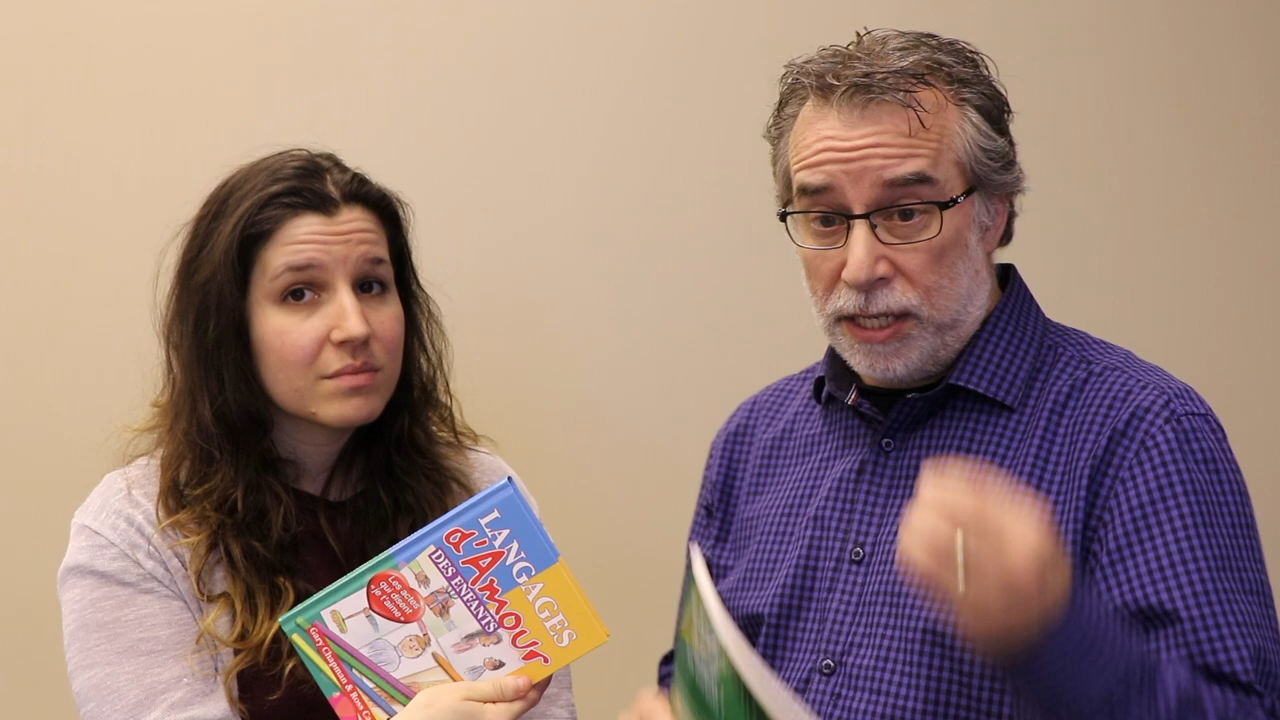 LANGAGES
d'Amour
DES ENFANTS
Les actes
qui disent
«je t'aime»
Gary Chapman & Ross